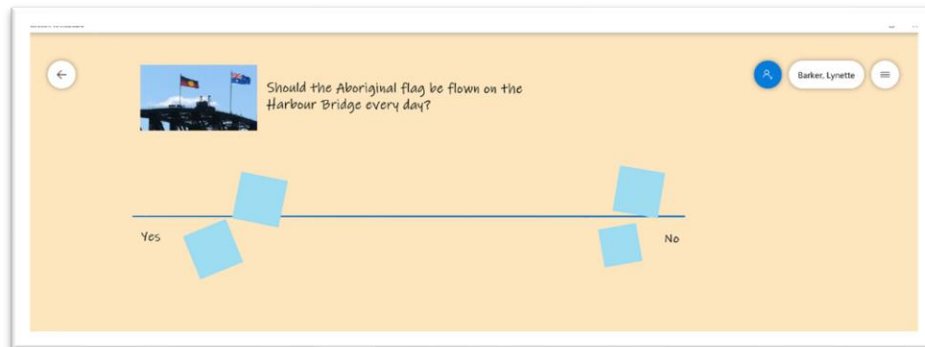 Should the Aboriginal flag be flown on the
Harbour Bridge every day?
Barker, Lynette
Yes
No